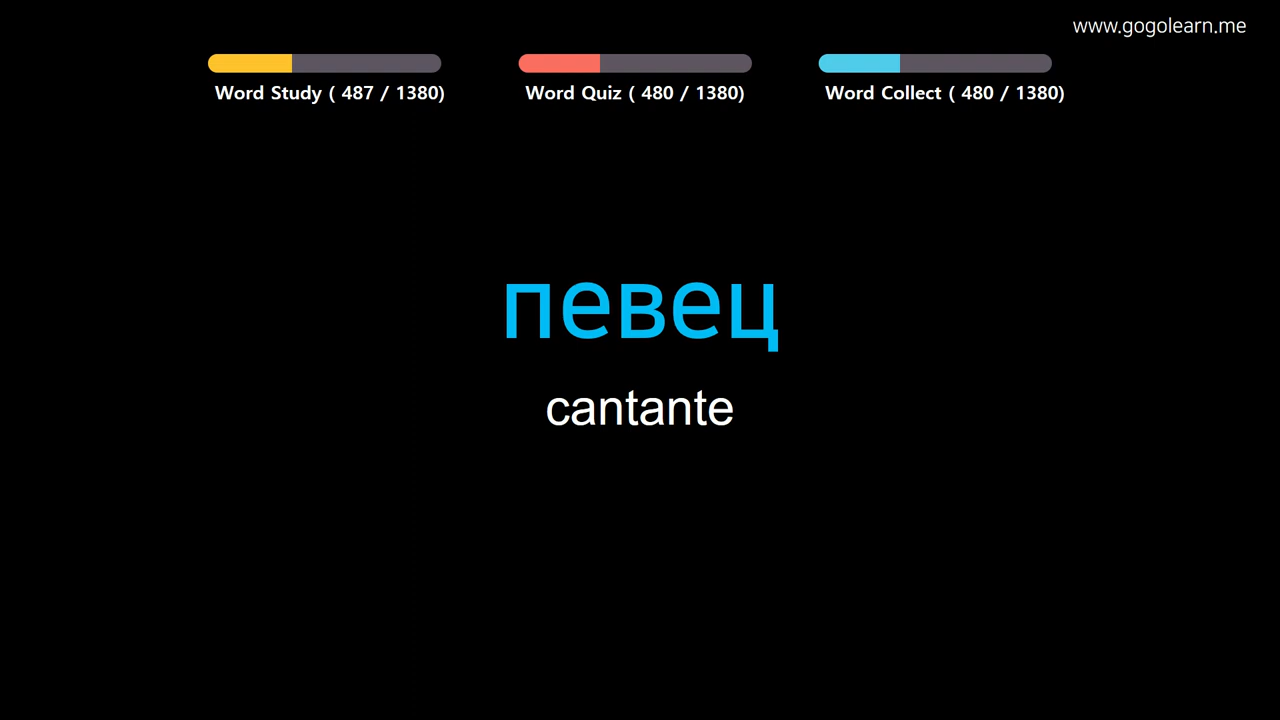 www.gogolearn.me
Word Study ( 487 / 1380)
Word Quiz ( 480 / 1380)
Word Collect ( 480 / 1380)
певец
cantante